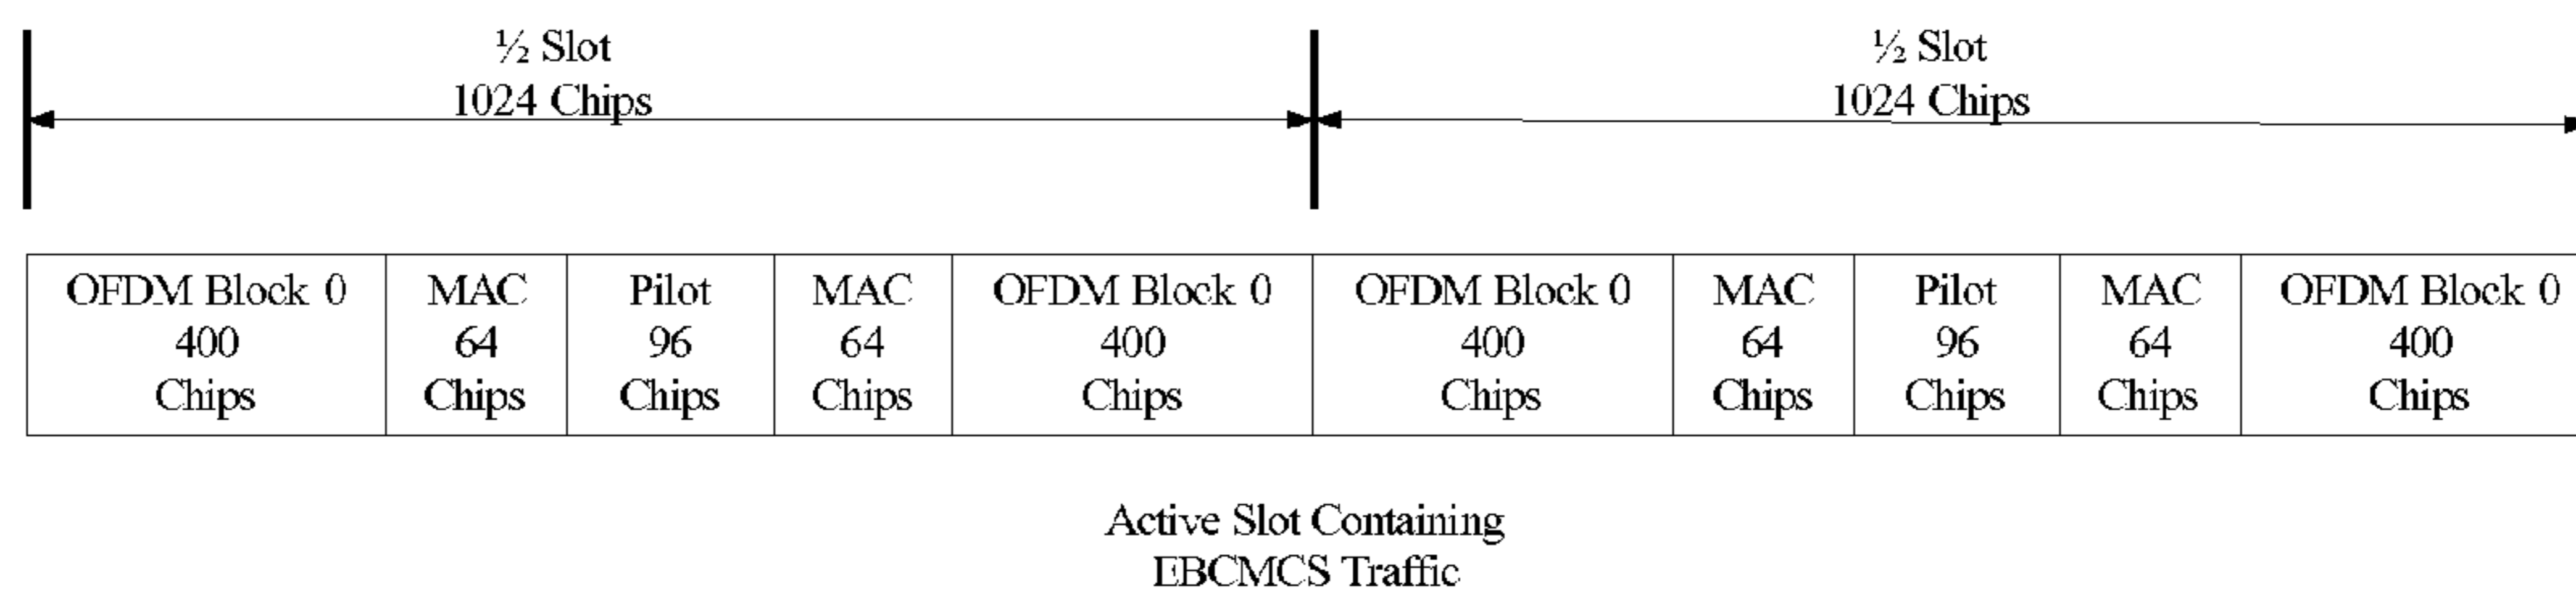 ½ Slot
1024 Chips
½ Slot
1024 Chips
OFDM Block 0
400
Chips
MAC
64
Chips
Pilot
96
Chips
MAC
64
Chips
OFDM Block 0
400
Chips
OFDM Block 0
400
Chips
MAC
64
Chips
Pilot
96
Chips
MAC
64
Chips
OFDM Block 0
400
Chips
Active Slot Containing
EBCMCS Traffic